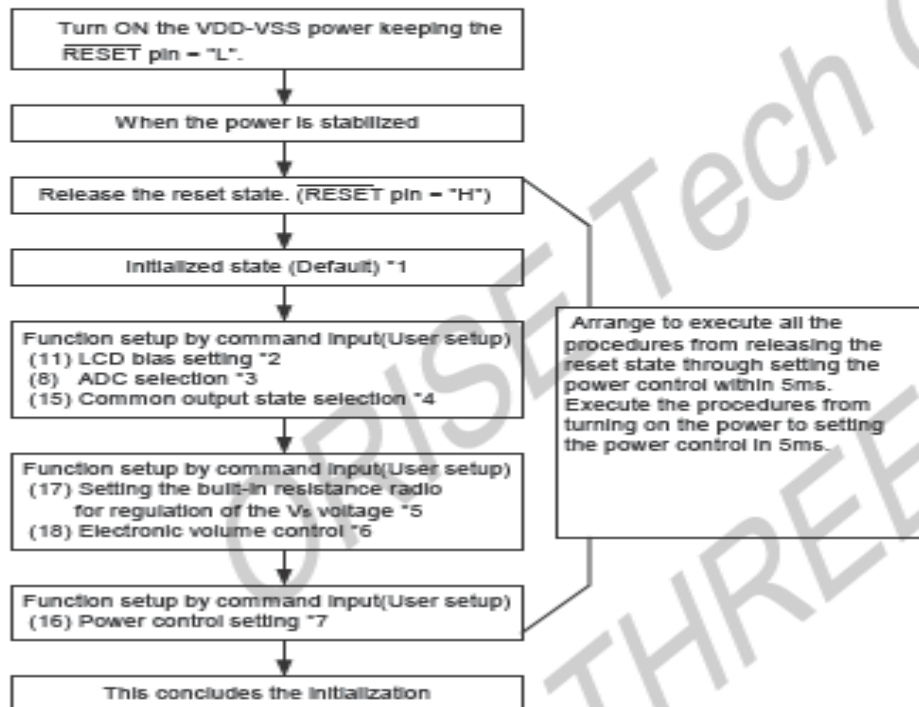 Turn ON the VDD-VSS power keeping the
RESET pin = "L".
When the power is stabilized
Release the reset state. (RESET pin = "H")
Initialized state (Default) *1
Function setup by command input(User setup)
(11) LCD bias setting *2
(8) ADC selection *3
(15) Common output state selection *4
Function setup by command input(User setup)
(17) Setting the built-in resistance radio
for regulation of the V5 voltage *5
(18) Electronic volume control *6
Function setup by command input(User setup)
(16) Power control setting *7
This concludes the initialization
Arrange to execute all the
procedures from releasing the
reset state through setting the
power control within 5ms.
Execute the procedures from
turning on the power to setting
the power control in 5ms.
ORISE Tech
THREE